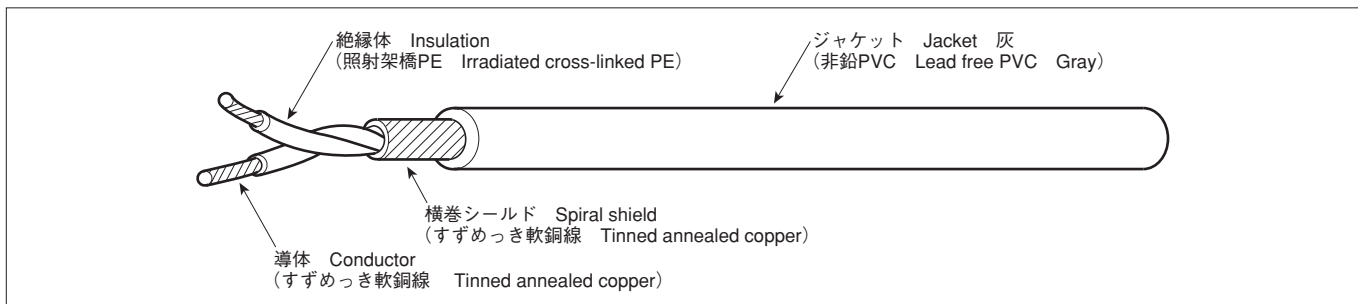 絶縁体 Insulation
（照射架橋PE Irradiated cross-linked PE）
ジャケット Jacket 灰
（非鉛PVC Lead free PVC Gray）
横巻シールド Spiral shield
（すずめっき軟銅線 Tinned annealed copper）
導体 Conductor
（すずめっき軟銅線 Tinned annealed copper）